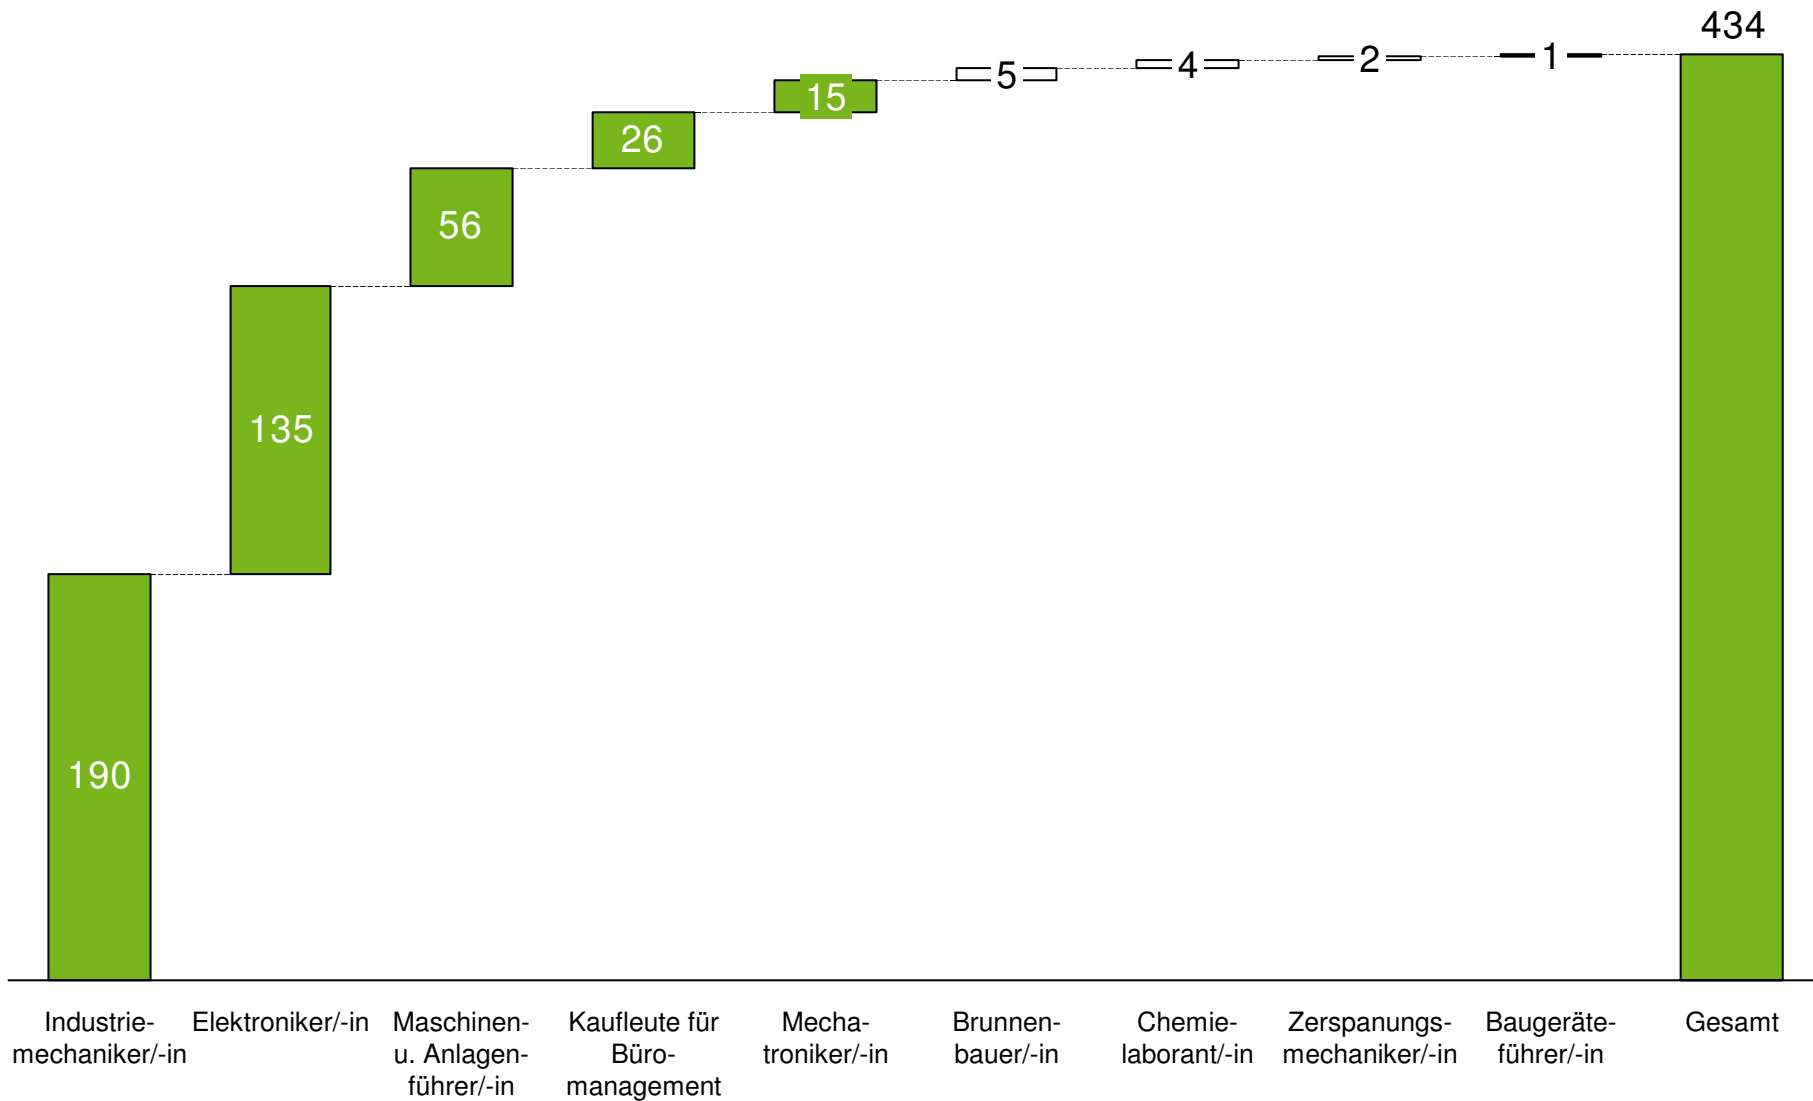 434
1
2
4
5
15
26
56
135
190
Industrie-
mechaniker/-in
Elektroniker/-in
Maschinen-
u. Anlagen-
führer/-in
Kaufleute für
Büro-
management
Mecha-
troniker/-in
Brunnen-
bauer/-in
Chemie-
laborant/-in
Zerspanungs-
mechaniker/-in
Baugeräte-
führer/-in
Gesamt